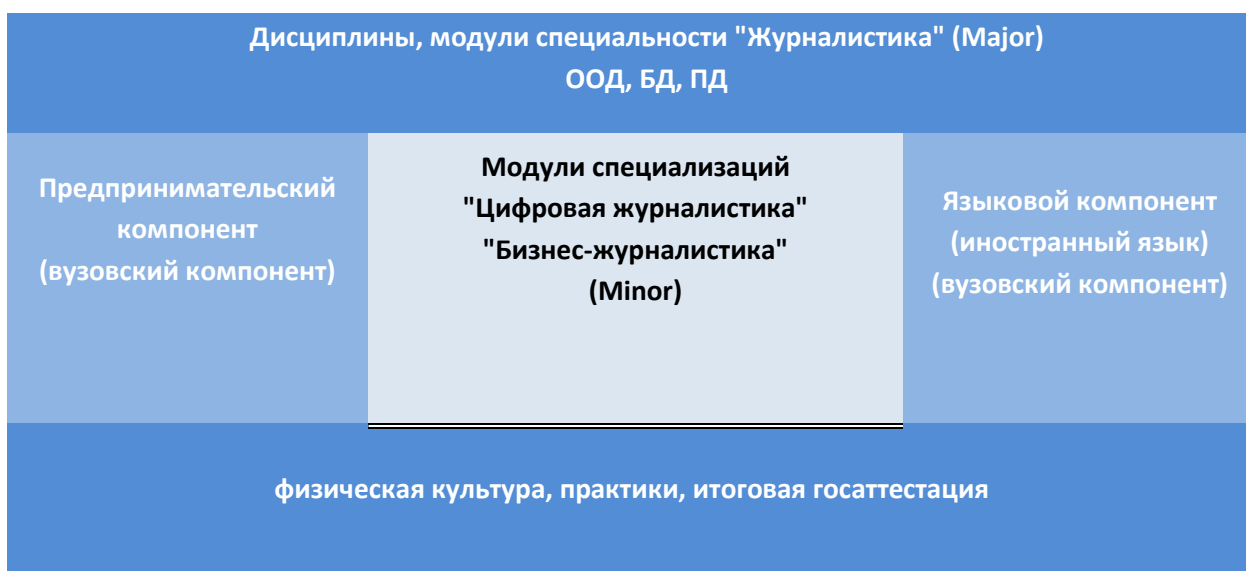 Дисциплины, модули специальности "Журналистика" (Major)
ООД, БД, ПД
Предпринимательский
компонент
(вузовский компонент)
Модули специализаций
"Цифровая журналистика"
"Бизнес-журналистика"
(Minor)
Языковой компонент
(иностранный язык)
(вузовский компонент)
физическая культура, практики, итоговая госаттестация